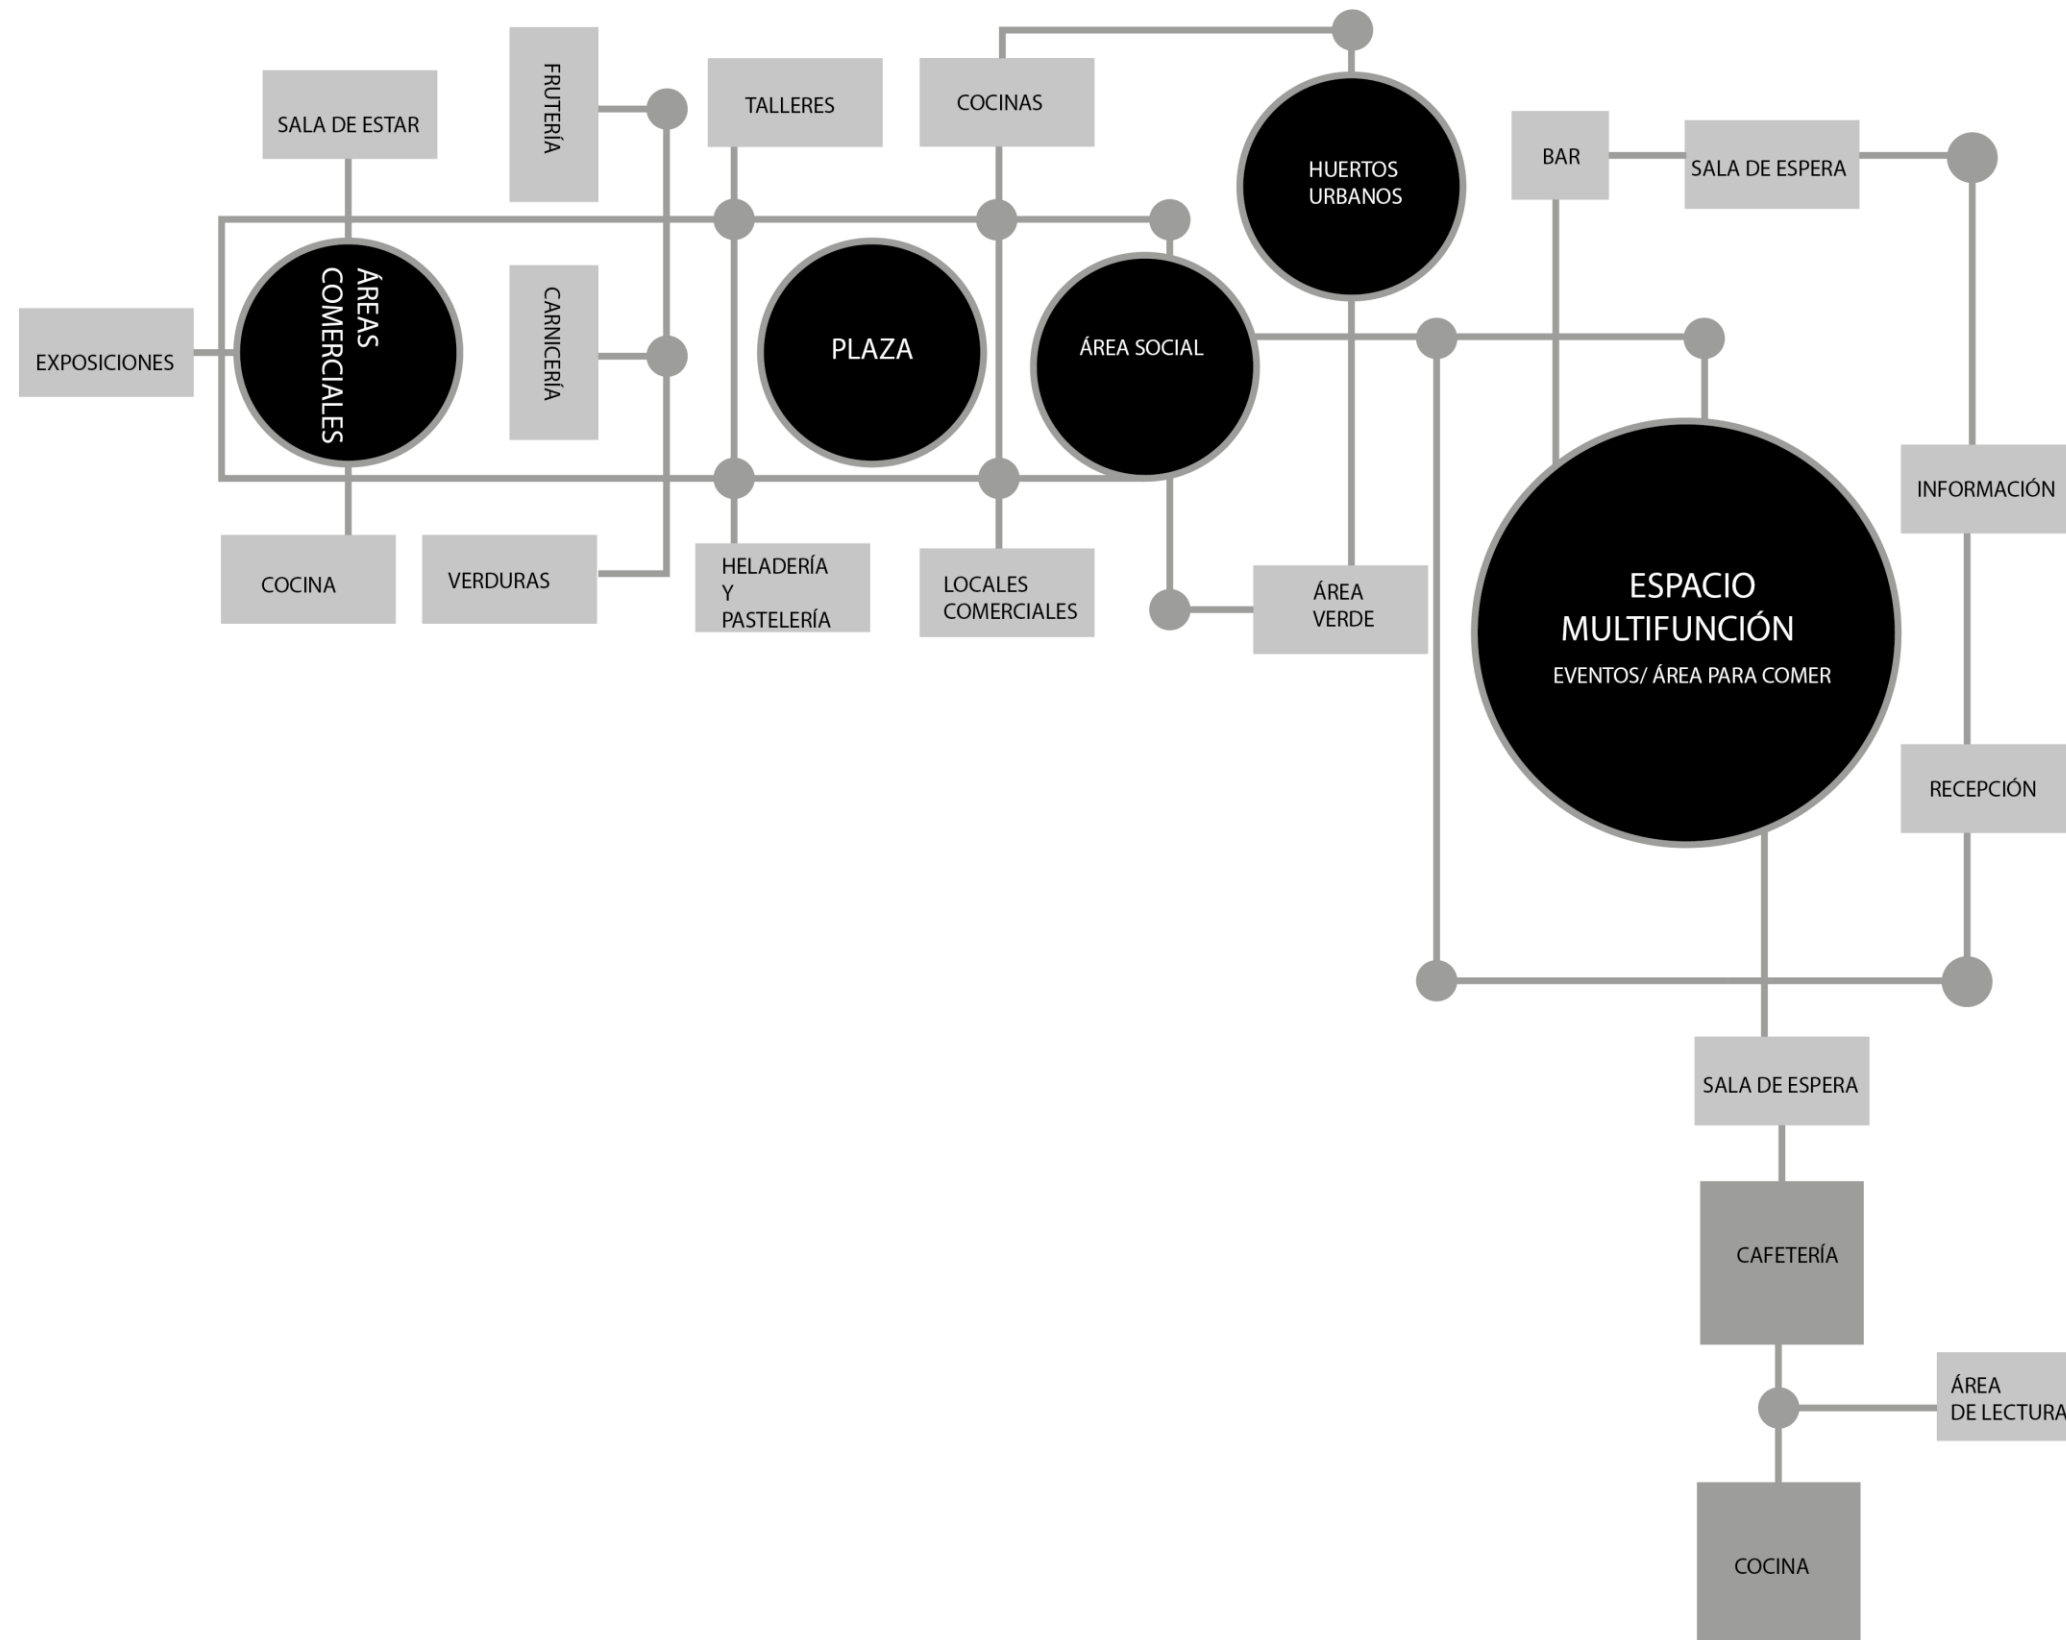 SALA DE ESTAR
FRUTERÍA
TALLERES
COCINAS
HUERTOS
URBANOS
BAR
SALA DE ESPERA
EXPOSICIONES
ÁREAS
COMERCIALES
CARNICERÍA
PLAZA
ÁREA SOCIAL
INFORMACIÓN
COCINA
VERDURAS
HELADERÍA
Y
PASTELERÍA
LOCALES
COMERCIALES
ÁREA
VERDE
ESPACIO
MULTIFUNCIÓN
EVENTOS/ ÁREA PARA COMER
RECEPCIÓN
SALA DE ESPERA
CAFETERÍA
ÁREA
DE LECTURA
COCINA